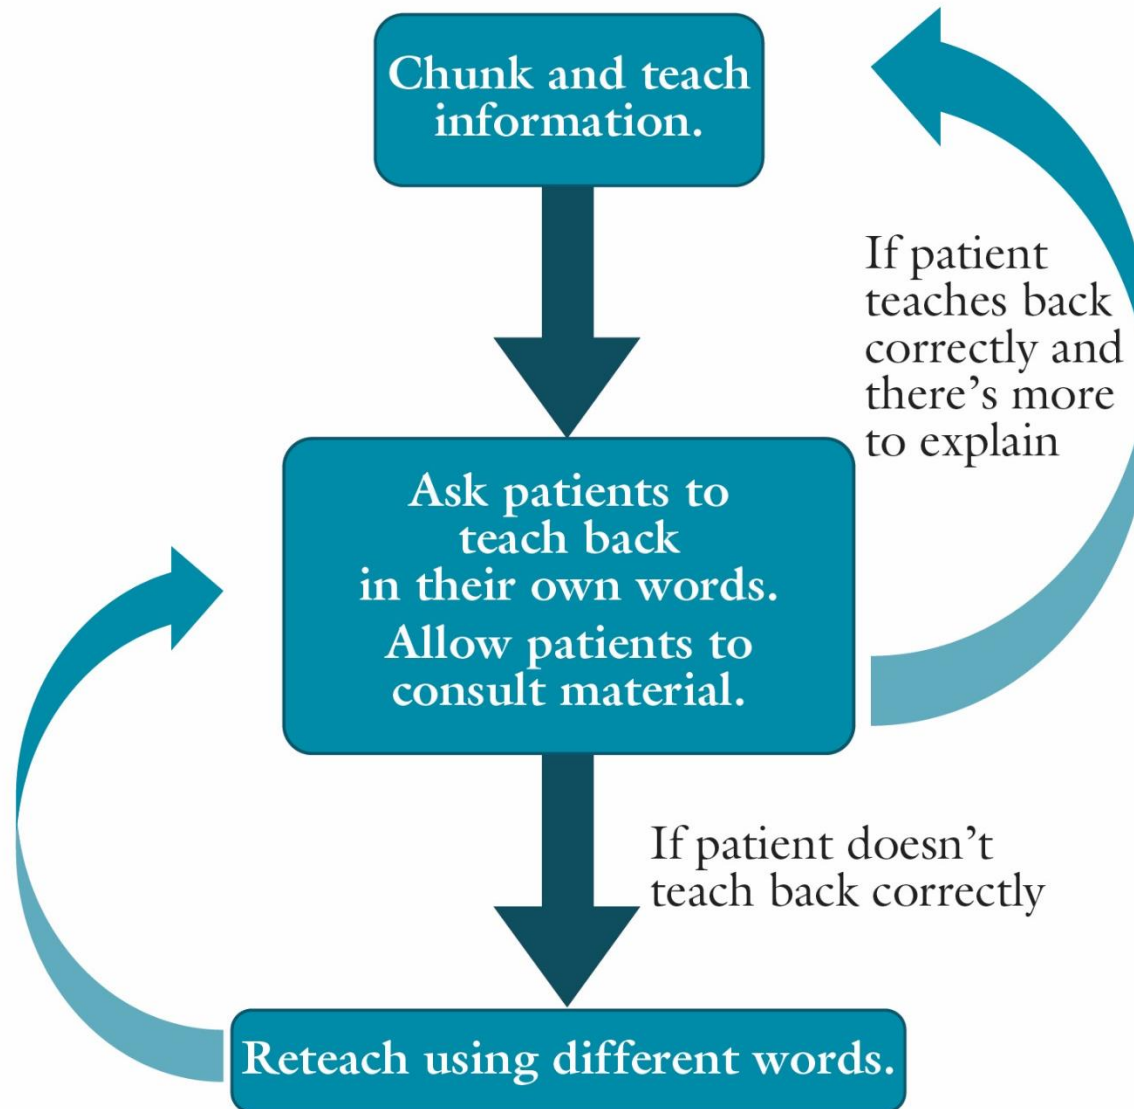 Chunk and teach
information.
If patient
teaches back
correctly and
there’s more
to explain
Ask patients to
teach back
in their own words.
Allow patients to
consult material.
If patient doesn’t
teach back correctly
Reteach using different words.